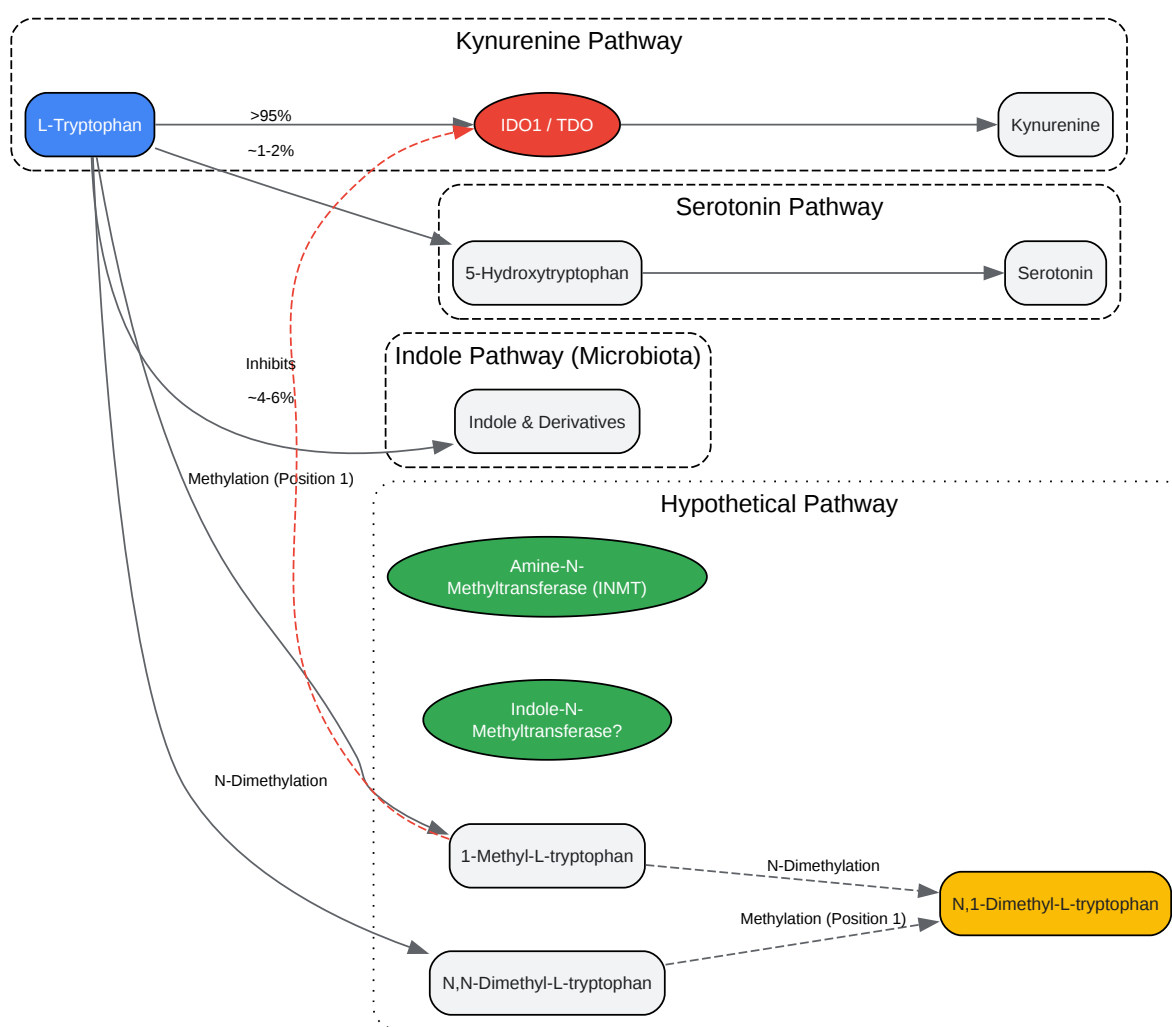 Kynurenine Pathway
L-Tryptophan
>95%
IDO1 / TDO
Kynurenine
~1-2%
Serotonin Pathway
5-Hydroxytryptophan
Serotonin
Inhibits
~4-6%
Indole Pathway (Microbiota)
Indole & Derivatives
Methylation (Position 1)
Hypothetical Pathway
Amine-N-
Methyltransferase (INMT)
Indole-N-
Methyltransferase?
N-Dimethylation
1-Methyl-L-tryptophan
N-Dimethylation
N,1-Dimethyl-L-tryptophan
Methylation (Position 1)
N,N-Dimethyl-L-tryptophan